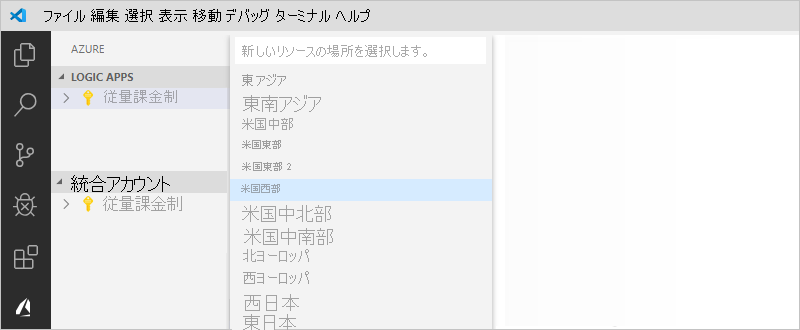 ファイル 編集 選択 表示 移動 デバッグ ターミナル ヘルプ
AZURE
LOGIC APPS
従量課金制
統合アカウント
従量課金制
新しいリソースの場所を選択します。
東アジア
東南アジア
米国中部
米国東部
米国東部 2
米国西部
米国中北部
米国中南部
北ヨーロッパ
西ヨーロッパ
西日本
東日本